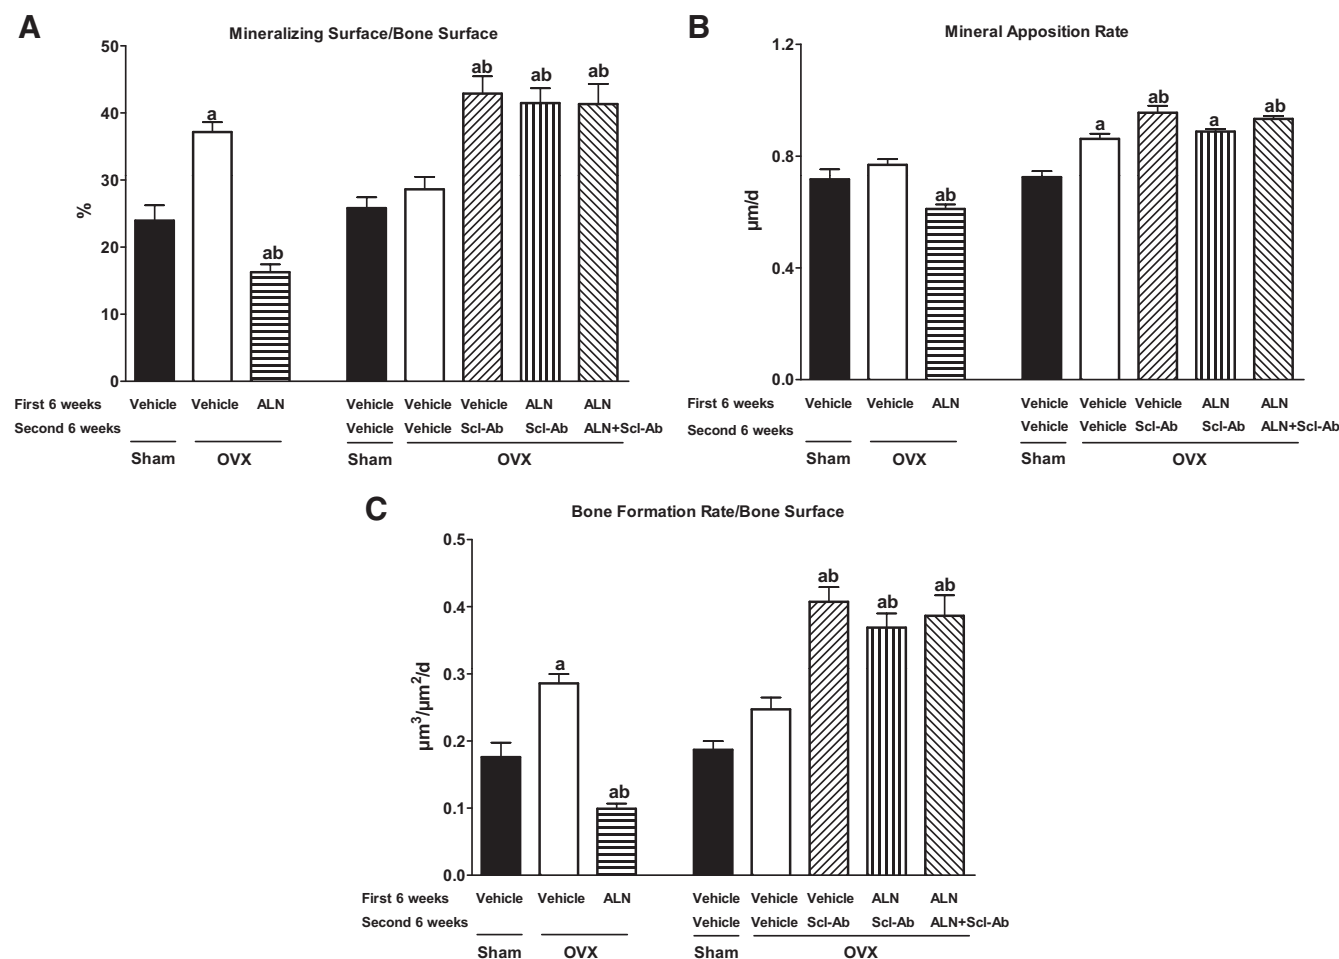 A
Mineralizing Surface/Bone Surface
50
40
30
20
10
0
%
a
ab
ab
ab
ab
First 6 weeks Vehicle Vehicle ALN Vehicle Vehicle Vehicle ALN ALN
Second 6 weeks Vehicle Vehicle Scl-Ab Scl-Ab ALN+Scl-Ab
Sham OVX Sham OVX
B
Mineral Apposition Rate
1.2
0.8
0.4
0.0
µm/d
ab
a
ab
a
ab
First 6 weeks Vehicle Vehicle ALN Vehicle Vehicle Vehicle ALN ALN
Second 6 weeks Vehicle Vehicle Scl-Ab Scl-Ab ALN+Scl-Ab
Sham OVX Sham OVX
C
Bone Formation Rate/Bone Surface
0.5
0.4
0.3
0.2
0.1
0.0
µm³/µm²/d
a
ab
ab
ab
ab
First 6 weeks Vehicle Vehicle ALN Vehicle Vehicle Vehicle ALN ALN
Second 6 weeks Vehicle Vehicle Scl-Ab Scl-Ab ALN+Scl-Ab
Sham OVX Sham OVX